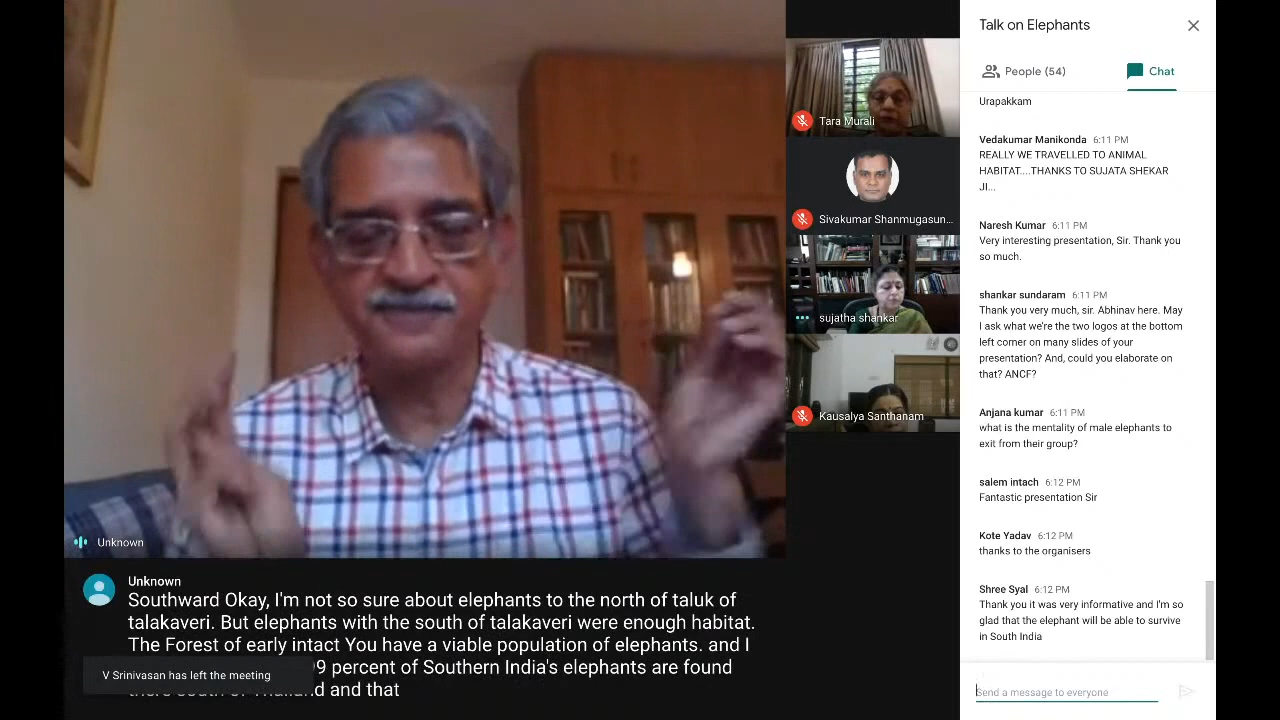 Talk on Elephants
People (54)
Chat
Urapakkam
Vedakumar Manikonda 6:11 PM
REALLY WE TRAVELLED TO ANIMAL
HABITAT....THANKS TO SUJATA SHEKAR
JI...
Naresh Kumar 6:11 PM
Very interesting presentation, Sir. Thank you
so much.
shankar sundaram 6:11 PM
Thank you very much, sir. Abhinav here. May
I ask what we're the two logos at the bottom
left corner on many slides of your
presentation? And, could you elaborate on
that? ANCF?
Anjana kumar 6:11 PM
what is the mentality of male elephants to
exit from their group?
salem intach 6:12 PM
Fantastic presentation Sir
Kote Yadav 6:12 PM
thanks to the organisers
Shree Syal 6:12 PM
Thank you it was very informative and I'm so
glad that the elephant will be able to survive
in South India
Send a message to everyone
Tara Murali
Sivakumar Shanmugasun...
sujatha shankar
Kausalya Santhanam
Unknown
Unknown
Southward Okay, I'm not so sure about elephants to the north of taluk of
talakaveri. But elephants with the south of talakaveri were enough habitat.
The Forest of early intact You have a viable population of elephants. and I
9 percent of Southern India's elephants are found
and that
V Srinivasan has left the meeting